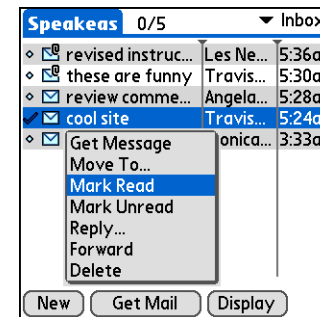 Speakeas 0/5 Inbox
revised instruc... Les Ne... 5:36a
these are funny Travis... 5:30a
review comme... Angela... 5:28a
cool site Travis... 5:24a
onica... 3:33a
Get Message
Move To...
Mark Read
Mark Unread
Reply...
Forward
Delete
New Get Mail Display